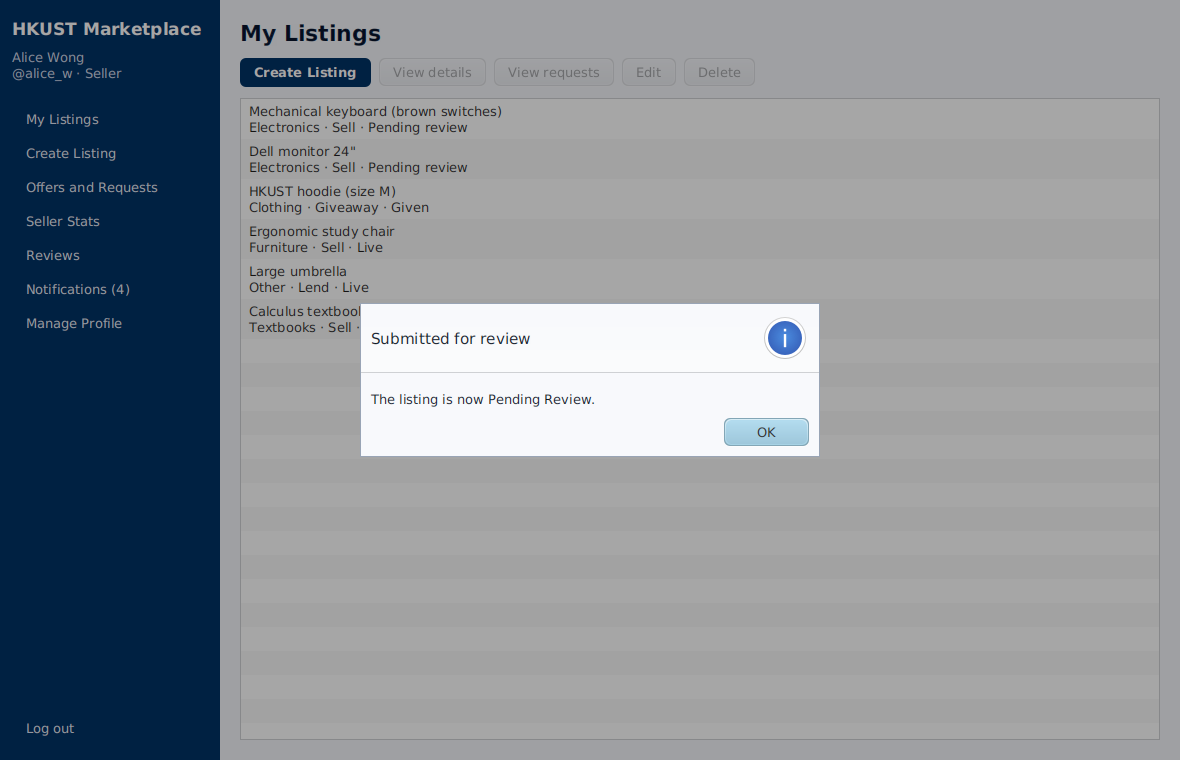 HKUST Marketplace
Alice Wong
@alice_w · Seller
My Listings
Create Listing
Offers and Requests
Seller Stats
Reviews
Notifications (4)
Manage Profile
Log out
My Listings
Create Listing
View details
View requests
Edit
Delete
Mechanical keyboard (brown switches)
Electronics · Sell · Pending review
Dell monitor 24"
Electronics · Sell · Pending review
HKUST hoodie (size M)
Clothing · Giveaway · Given
Ergonomic study chair
Furniture · Sell · Live
Large umbrella
Other · Lend · Live
Calculus textbook
Textbooks · Sell ·
Submitted for review
The listing is now Pending Review.
OK